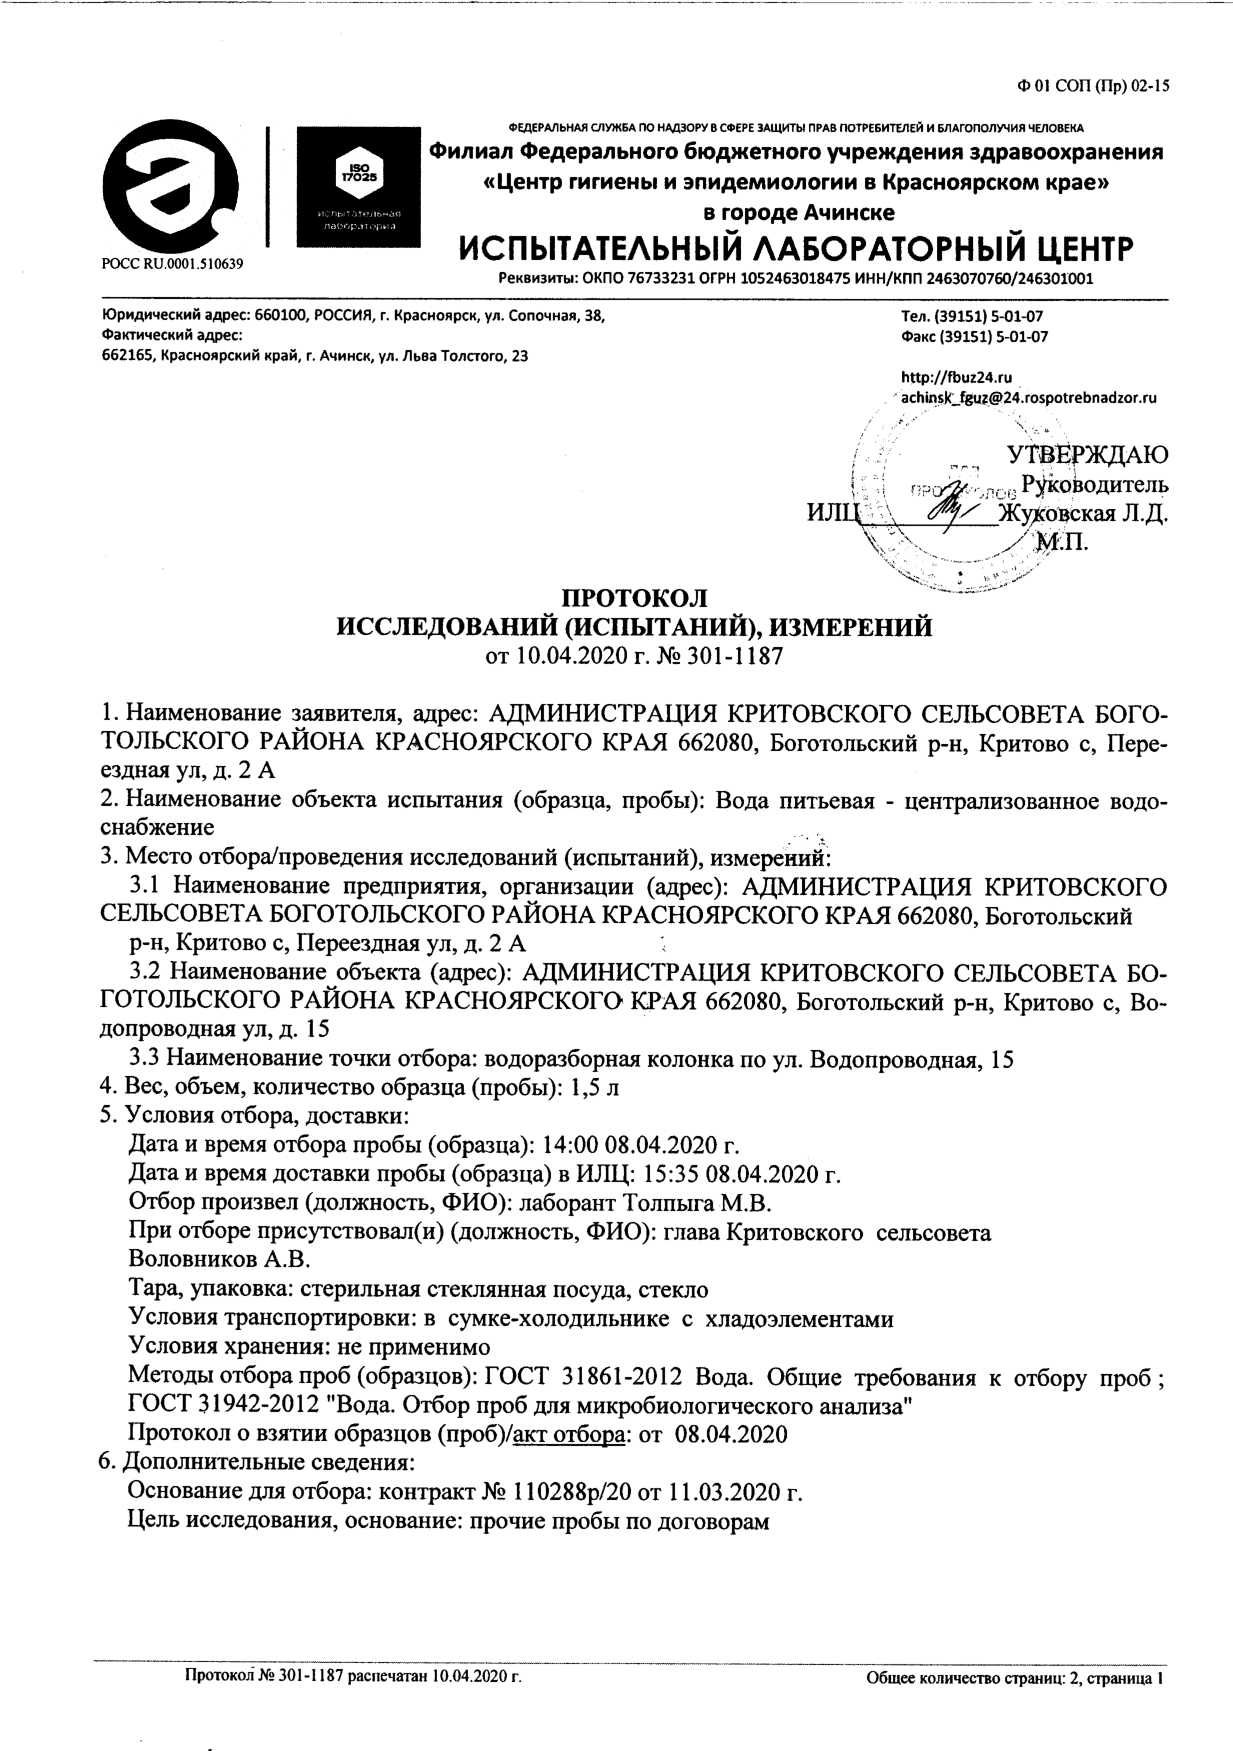 Ф 01 СОП (Пр) 02-15
ФЕДЕРАЛЬНАЯ СЛУЖБА ПО НАДЗОРУ В СФЕРЕ ЗАЩИТЫ ПРАВ ПОТРЕБИТЕЛЕЙ И БЛАГОПОЛУЧИЯ ЧЕЛОВЕКА
Филиал Федерального бюджетного учреждения здравоохранения
«Центр гигиены и эпидемиологии в Красноярском крае»
в городе Ачинске
ИСПЫТАТЕЛЬНЫЙ ЛАБОРАТОРНЫЙ ЦЕНТР
Реквизиты: ОКПО 76733231 ОГРН 1052463018475 ИНН/КПП 2463070760/246301001
ISO
17025
испытательная
лаборатория
РОСС RU.0001.510639
Юридический адрес: 660100, РОССИЯ, г. Красноярск, ул. Сопочная, 38,
Фактический адрес:
662165, Красноярский край, г. Ачинск, ул. Льва Толстого, 23
Тел. (39151) 5-01-07
Факс (39151) 5-01-07
http://fbuz24.ru
achinsk_fguz@24.rospotrebnadzor.ru
УТВЕРЖДАЮ
Руководитель
ИЛЦ___________Жуковская Л.Д.
М.П.
ПРОТОКОЛ
ИССЛЕДОВАНИЙ (ИСПЫТАНИЙ), ИЗМЕРЕНИЙ
от 10.04.2020 г. № 301-1187
1. Наименование заявителя, адрес: АДМИНИСТРАЦИЯ КРИТОВСКОГО СЕЛЬСОВЕТА БОГО-
ТОЛЬСКОГО РАЙОНА КРАСНОЯРСКОГО КРАЯ 662080, Боготольский р-н, Критово с, Пере-
ездная ул, д. 2 А
2. Наименование объекта испытания (образца, пробы): Вода питьевая - централизованное водо-
снабжение
3. Место отбора/проведения исследований (испытаний), измерений:
3.1 Наименование предприятия, организации (адрес): АДМИНИСТРАЦИЯ КРИТОВСКОГО
СЕЛЬСОВЕТА БОГОТОЛЬСКОГО РАЙОНА КРАСНОЯРСКОГО КРАЯ 662080, Боготольский
р-н, Критово с, Переездная ул, д. 2 А
3.2 Наименование объекта (адрес): АДМИНИСТРАЦИЯ КРИТОВСКОГО СЕЛЬСОВЕТА БО-
ГОТОЛЬСКОГО РАЙОНА КРАСНОЯРСКОГО КРАЯ 662080, Боготольский р-н, Критово с, Во-
допроводная ул, д. 15
3.3 Наименование точки отбора: водоразборная колонка по ул. Водопроводная, 15
4. Вес, объем, количество образца (пробы): 1,5 л
5. Условия отбора, доставки:
Дата и время отбора пробы (образца): 14:00 08.04.2020 г.
Дата и время доставки пробы (образца) в ИЛЦ: 15:35 08.04.2020 г.
Отбор произвел (должность, ФИО): лаборант Толпыга М.В.
При отборе присутствовал(и) (должность, ФИО): глава Критовского сельсовета
Воловников А.В.
Тара, упаковка: стерильная стеклянная посуда, стекло
Условия транспортировки: в сумке-холодильнике с хладоэлементами
Условия хранения: не применимо
Методы отбора проб (образцов): ГОСТ 31861-2012 Вода. Общие требования к отбору проб ;
ГОСТ 31942-2012 "Вода. Отбор проб для микробиологического анализа"
Протокол о взятии образцов (проб)/акт отбора: от 08.04.2020
6. Дополнительные сведения:
Основание для отбора: контракт № 110288р/20 от 11.03.2020 г.
Цель исследования, основание: прочие пробы по договорам
Протокол № 301-1187 распечатан 10.04.2020 г.
Общее количество страниц: 2, страница 1